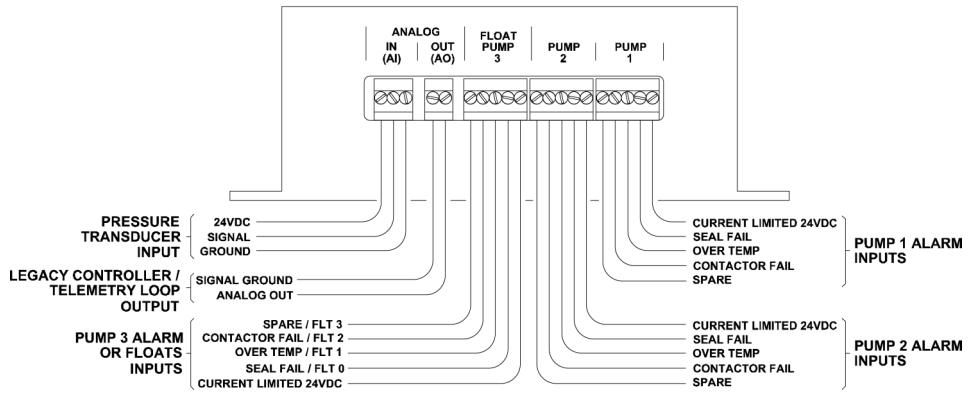 ANALOG
IN
(AI)
OUT
(AO)
FLOAT
PUMP
3
PUMP
2
PUMP
1
PRESSURE
TRANSDUCER
INPUT
24VDC
SIGNAL
GROUND
LEGACY CONTROLLER /
TELEMETRY LOOP
OUTPUT
SIGNAL GROUND
ANALOG OUT
PUMP 3 ALARM
OR FLOATS
INPUTS
SPARE / FLT 3
CONTACTOR FAIL / FLT 2
OVER TEMP / FLT 1
SEAL FAIL / FLT 0
CURRENT LIMITED 24VDC
CURRENT LIMITED 24VDC
SEAL FAIL
OVER TEMP
CONTACTOR FAIL
SPARE
PUMP 1 ALARM
INPUTS
CURRENT LIMITED 24VDC
SEAL FAIL
OVER TEMP
CONTACTOR FAIL
SPARE
PUMP 2 ALARM
INPUTS